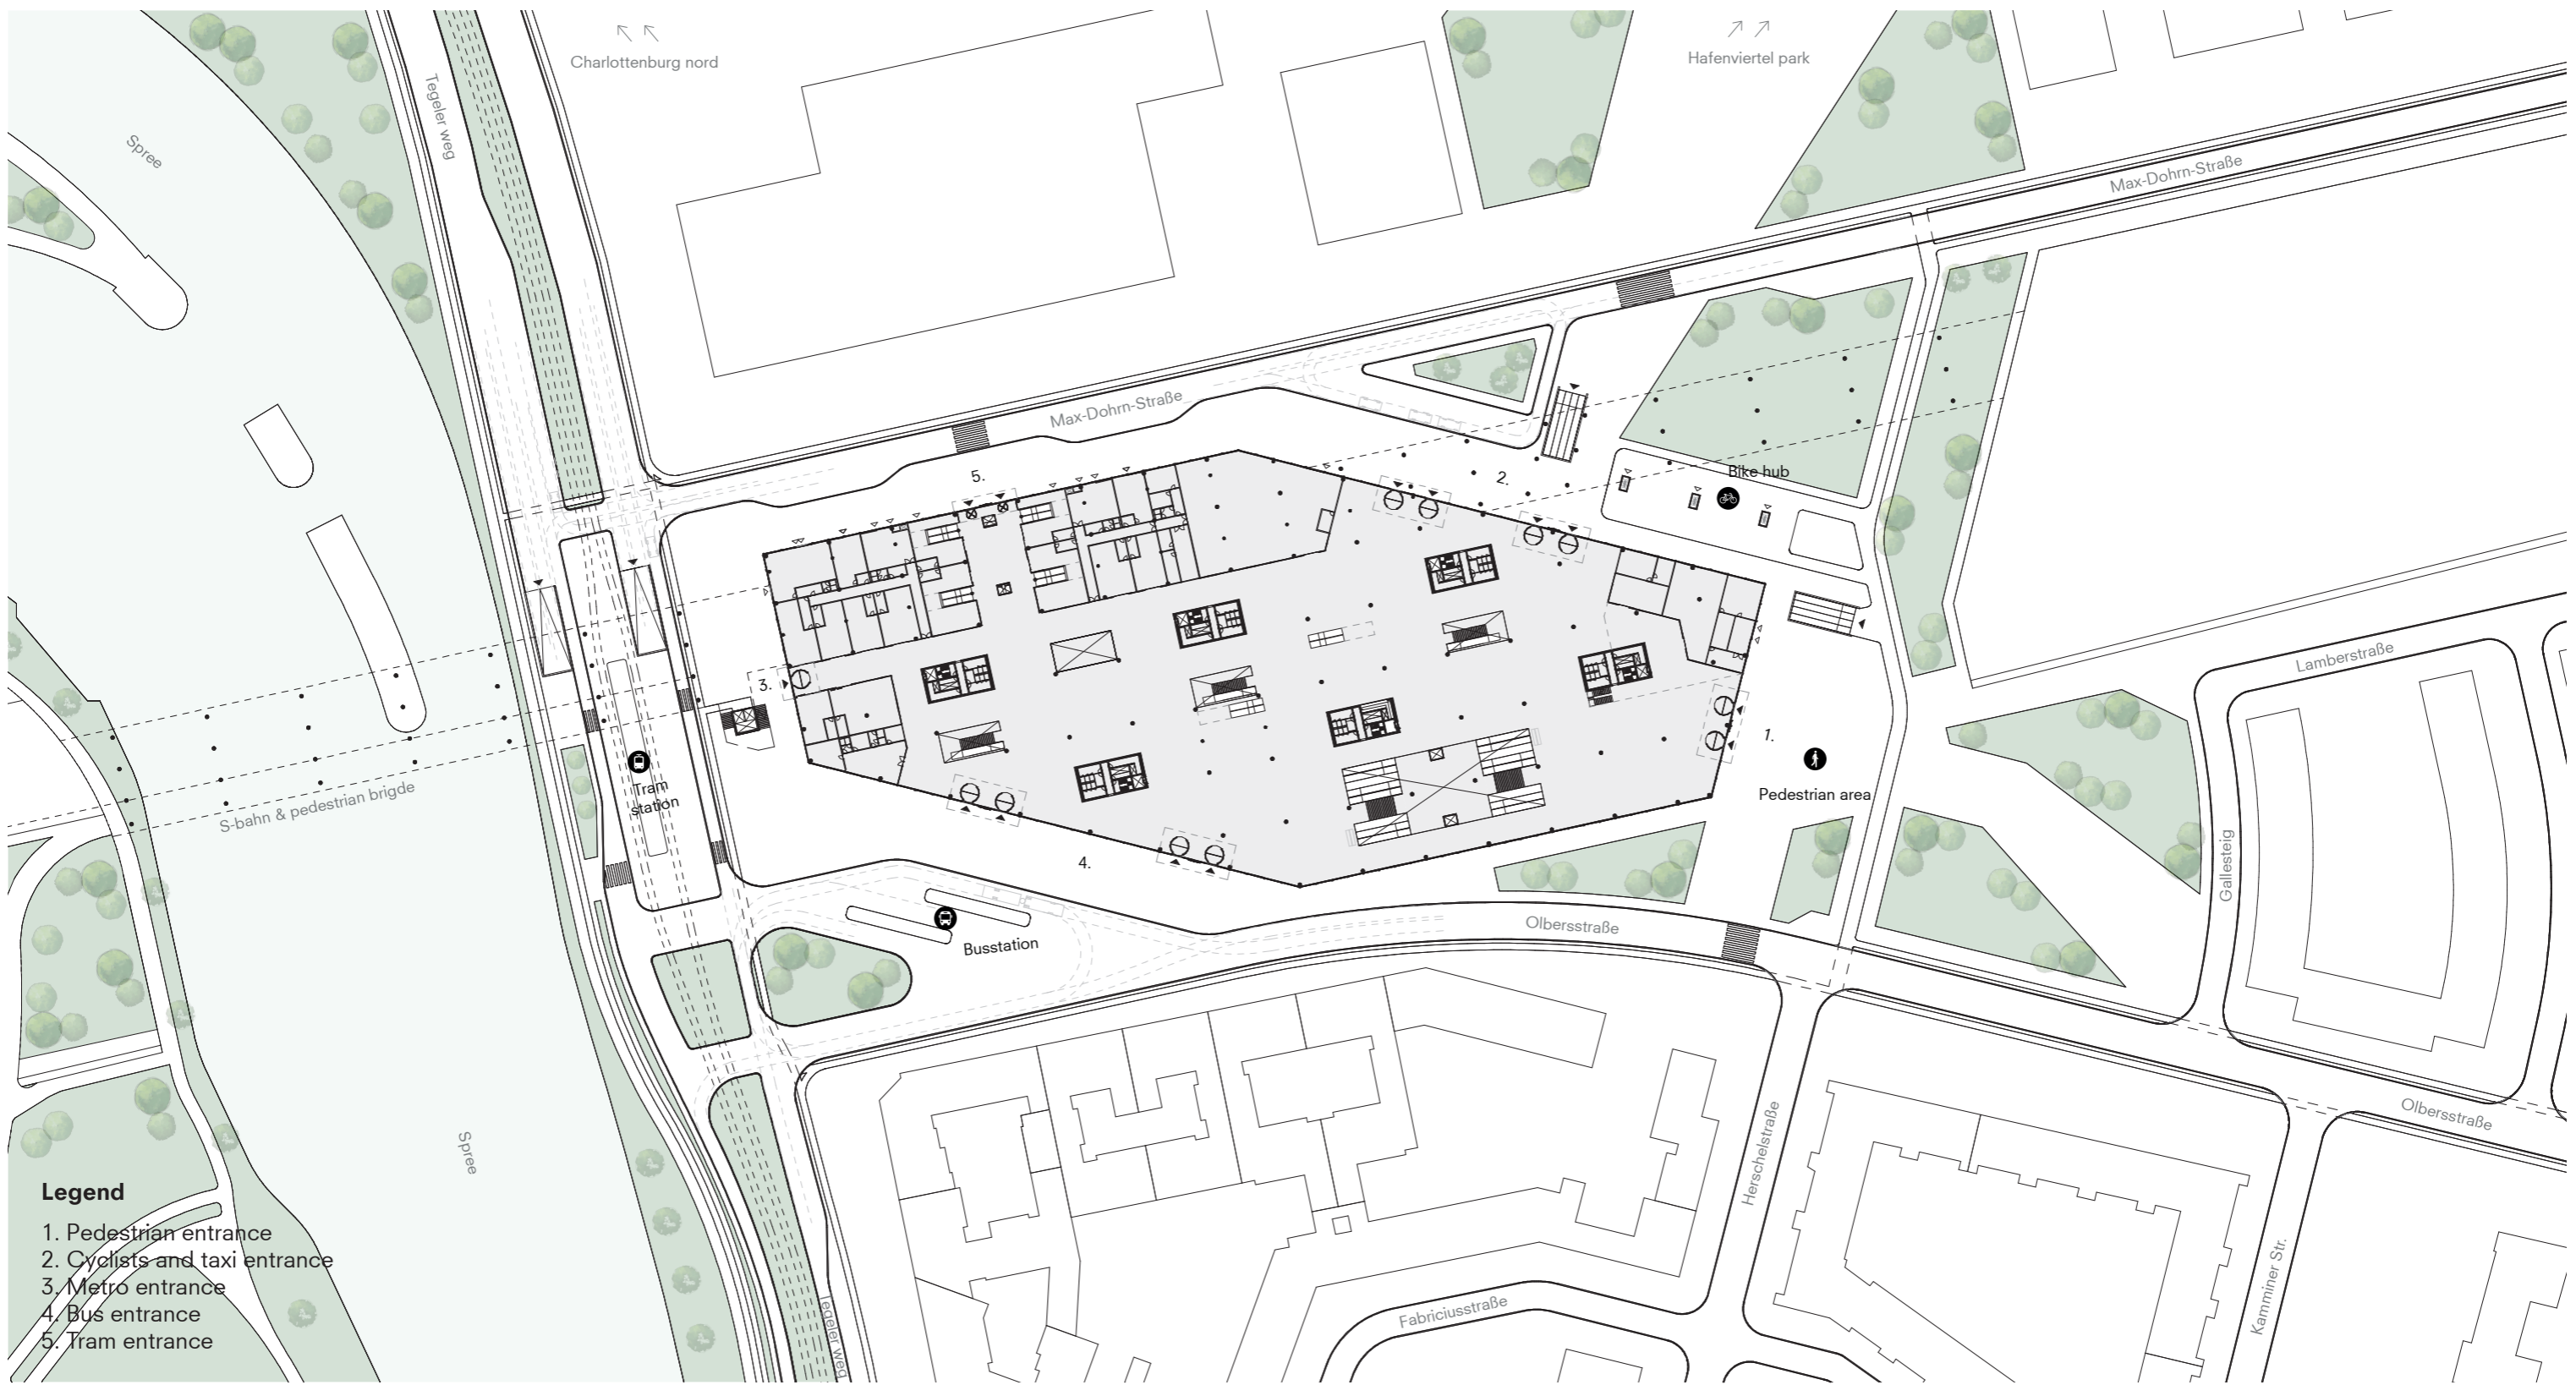 Charlottenburg nord
Hafenviertel park
Tegeler weg
Spree
Max-Dohrn-Straße
Max-Dohrn-Straße
5.
2.
Bike hub
3.
1.
Lamberstraße
Tram
station
Pedestrian area
S-bahn & pedestrian brigde
4.
Gallesteig
Olbersstraße
Busstation
Olbersstraße
Spree
Herschelstraße
Kamminer Str.
Fabriciusstraße
Tegeler weg
Legend
1. Pedestrian entrance
2. Cyclists and taxi entrance
3. Metro entrance
4. Bus entrance
5. Tram entrance